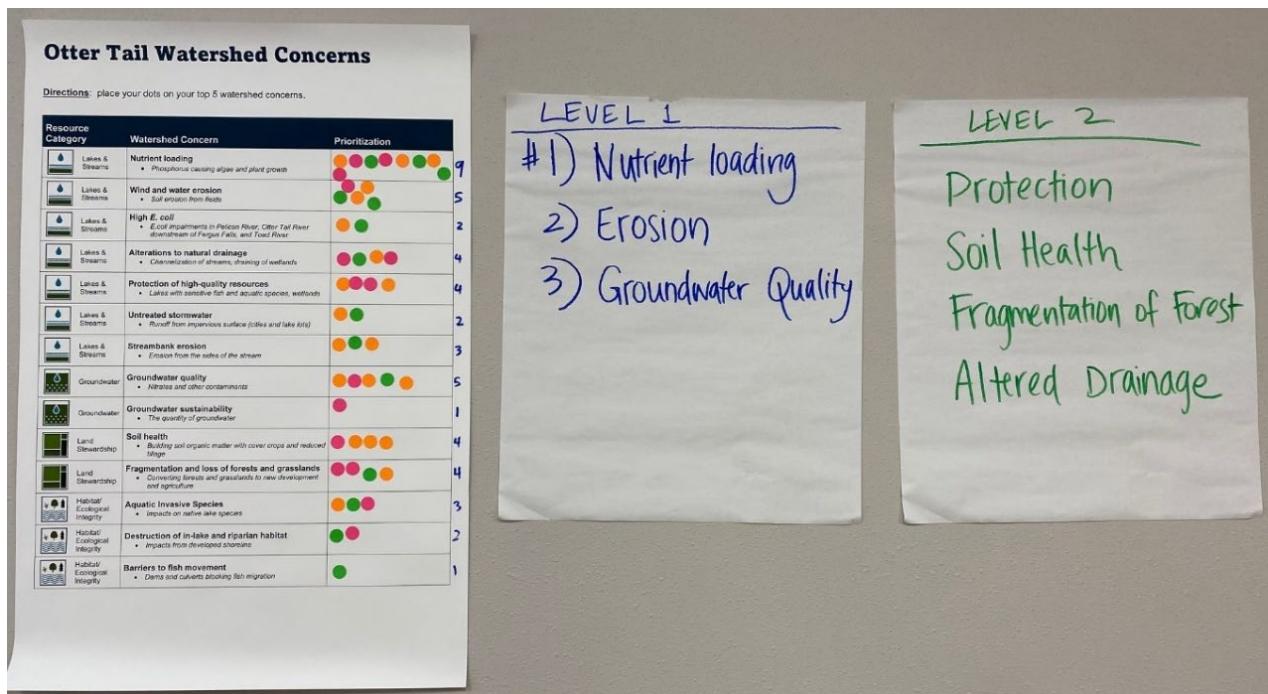 Otter Tail Watershed Concerns
Directions: place your dots on your top 5 watershed concerns.
Resource Category Watershed Concern Prioritization
Lakes & Streams Nutrient loading 9
• Phosphorus causing algae and plant growth
Lakes & Streams Wind and water erosion 5
• Soil erosion from fields
Lakes & Streams High E. coli 2
• E.coli impairments in Pelican River, Otter Tail River
downstream of Fergus Falls, and Toad River
Lakes & Streams Alterations to natural drainage 4
• Channelization of streams, draining of wetlands
Lakes & Streams Protection of high-quality resources 4
• Lakes with sensitive fish and aquatic species, wetlands
Lakes & Streams Untreated stormwater 2
• Runoff from impervious surface (cities and lake lots)
Lakes & Streams Streambank erosion 3
• Erosion from the sides of the stream
Groundwater Groundwater quality 5
• Nitrates and other contaminants
Groundwater Groundwater sustainability 1
• The quantity of groundwater
Land Stewardship Soil health 4
• Building soil organic matter with cover crops and reduced
tillage
Land Stewardship Fragmentation and loss of forests and grasslands 4
• Converting forests and grasslands to new development
and agriculture
Habitat/ Ecological Integrity Aquatic Invasive Species 3
• Impacts on native lake species
Habitat/ Ecological Integrity Destruction of in-lake and riparian habitat 2
• Impacts from developed shoreline
Habitat/ Ecological Integrity Barriers to fish movement 1
• Dams and culverts blocking fish migration
LEVEL 1
#1) Nutrient loading
2) Erosion
3) Groundwater Quality
LEVEL 2
Protection
Soil Health
Fragmentation of Forest
Altered Drainage